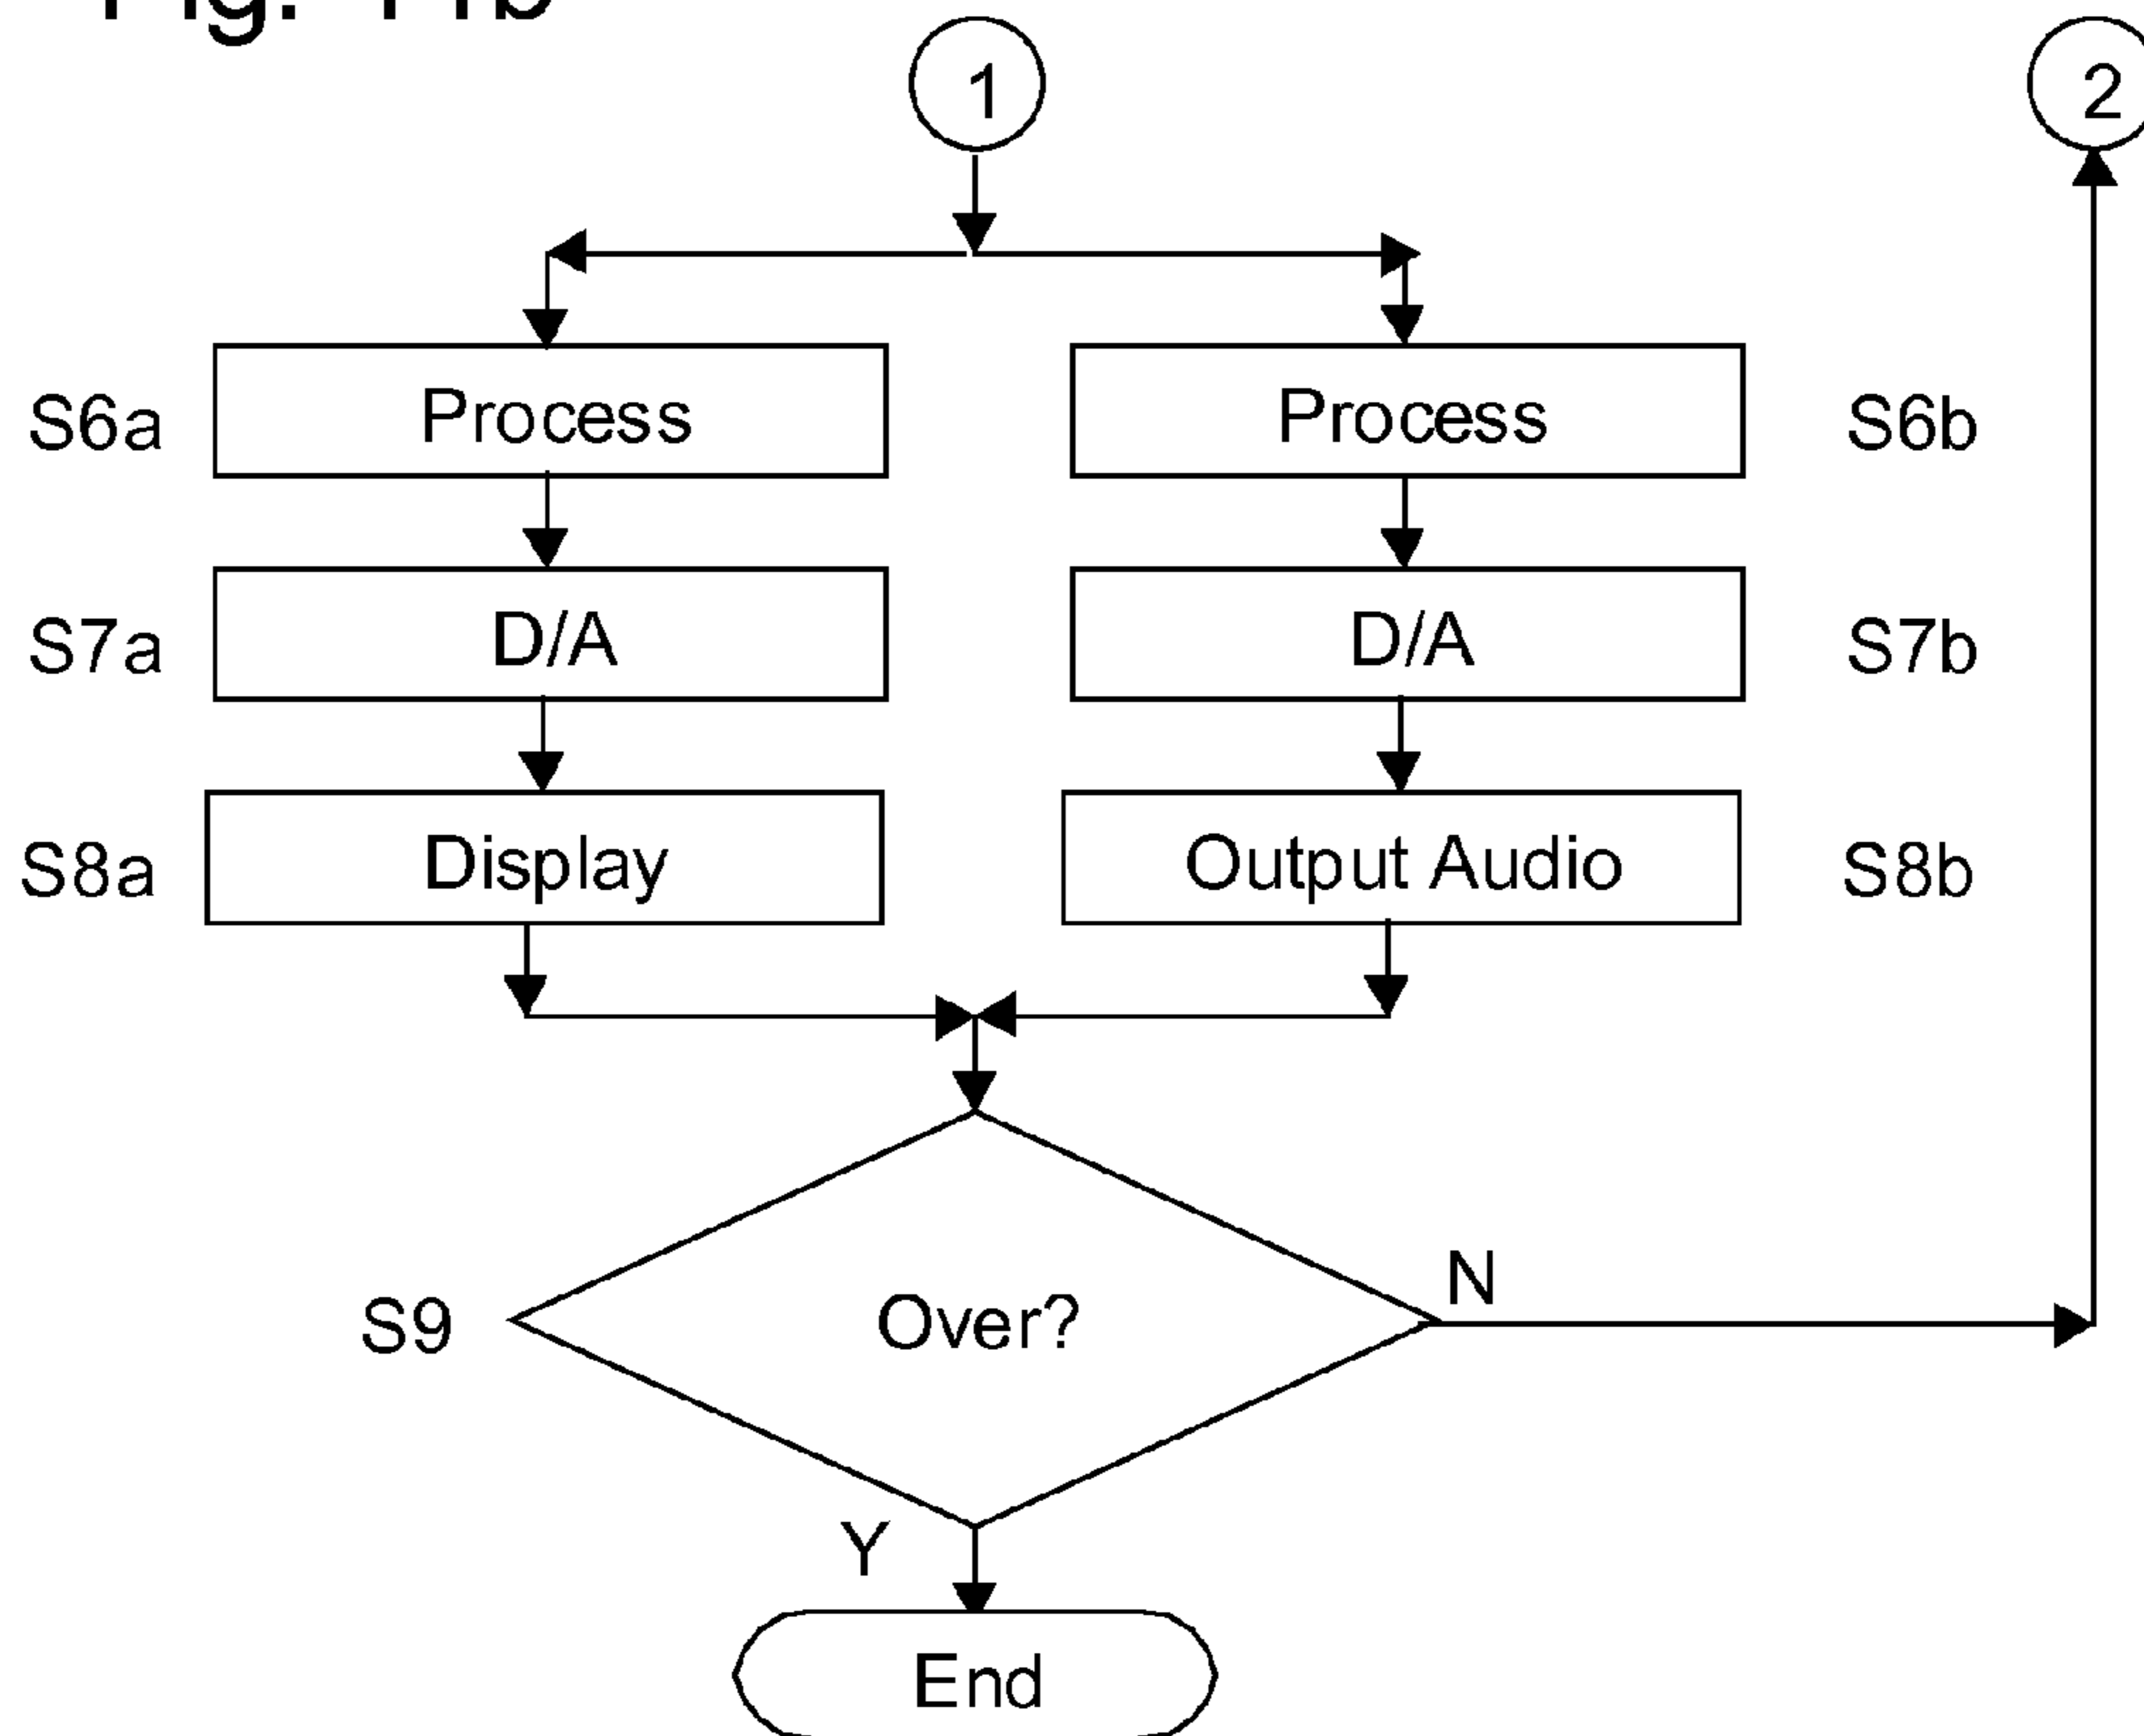 1 2
Process Process
S6a S6b
D/A D/A
S7a S7b
Display Output Audio
S8a S8b
N
S9 Over?
Y
End